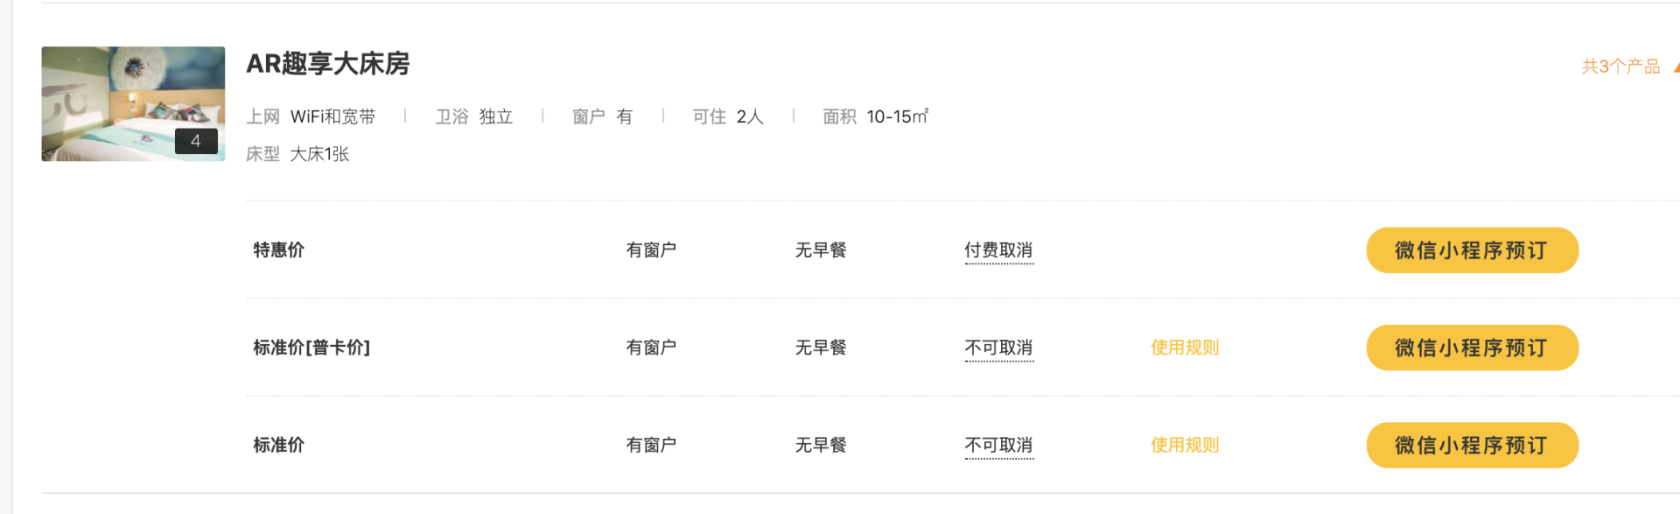 AR趣享大床房
共3个产品
上网 WiFi和宽带 | 卫浴 独立 | 窗户 有 | 可住 2人 | 面积 10-15㎡
4
床型 大床1张
特惠价 有窗户 无早餐 付费取消 微信小程序预订
标准价[普卡价] 有窗户 无早餐 不可取消 使用规则 微信小程序预订
标准价 有窗户 无早餐 不可取消 使用规则 微信小程序预订